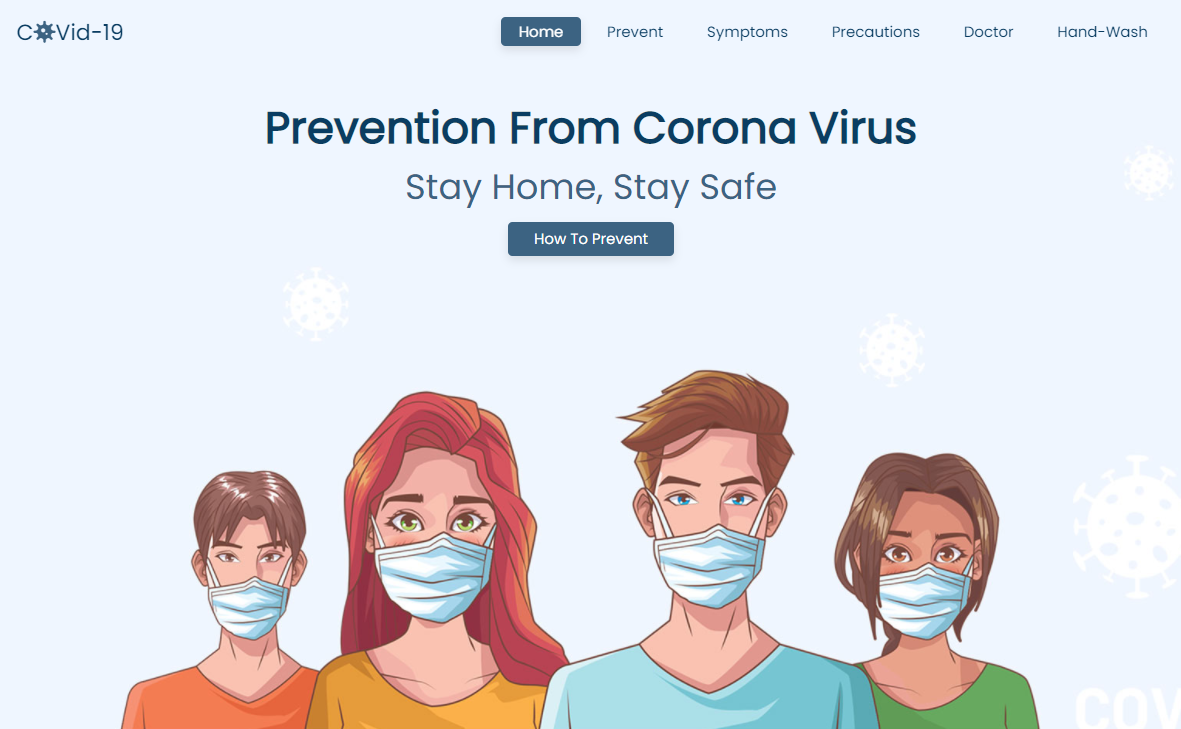 COVid-19
Home Prevent Symptoms Precautions Doctor Hand-Wash
Prevention From Corona Virus
Stay Home, Stay Safe
How To Prevent
COV